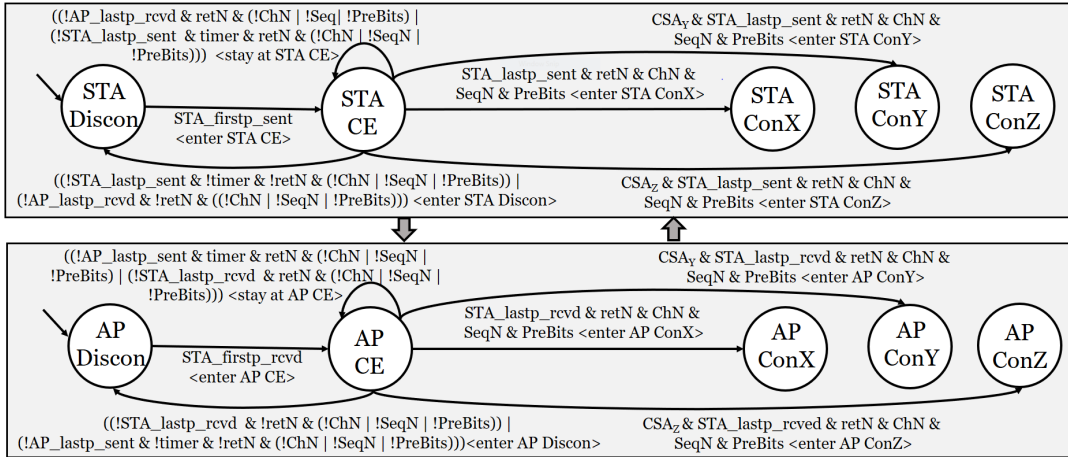 ((!AP_lastp_rcvd & retN & (!ChN | !Seq| !PreBits) |
(!STA_lastp_sent & timer & retN & (!ChN | !SeqN |
!PreBits))) <stay at STA CE>
CSAY & STA_lastp_sent & retN & ChN &
SeqN & PreBits <enter STA ConY>
STA_lastp_sent & retN & ChN &
SeqN & PreBits <enter STA ConX>
STA
Discon
STA_firstp_sent
<enter STA CE>
STA
CE
STA
ConX
STA
ConY
STA
ConZ
((!STA_lastp_sent & !timer & !retN & (!ChN | !SeqN | !PreBits)) |
(!AP_lastp_rcvd & !retN & ((!ChN | !SeqN | !PreBits))) <enter STA Discon>
CSAZ & STA_lastp_sent & retN & ChN &
SeqN & PreBits <enter STA ConZ>
((!AP_lastp_sent & timer & retN & (!ChN | !SeqN |
!PreBits) | (!STA_lastp_rcvd & retN & (!ChN | !SeqN |
!PreBits))) <stay at AP CE>
CSAY & STA_lastp_rcvd & retN & ChN &
SeqN & PreBits <enter AP ConY>
STA_lastp_rcvd & retN & ChN &
SeqN & PreBits <enter AP ConX>
AP
Discon
STA_firstp_rcvd
<enter AP CE>
AP
CE
AP
ConX
AP
ConY
AP
ConZ
((!STA_lastp_rcvd & !retN & (!ChN | !SeqN | !PreBits)) |
(!AP_lastp_sent & !timer & !retN & (!ChN | !SeqN | !PreBits)))<enter AP Discon>
CSAZ & STA_lastp_rcved & retN & ChN &
SeqN & PreBits <enter AP ConZ>